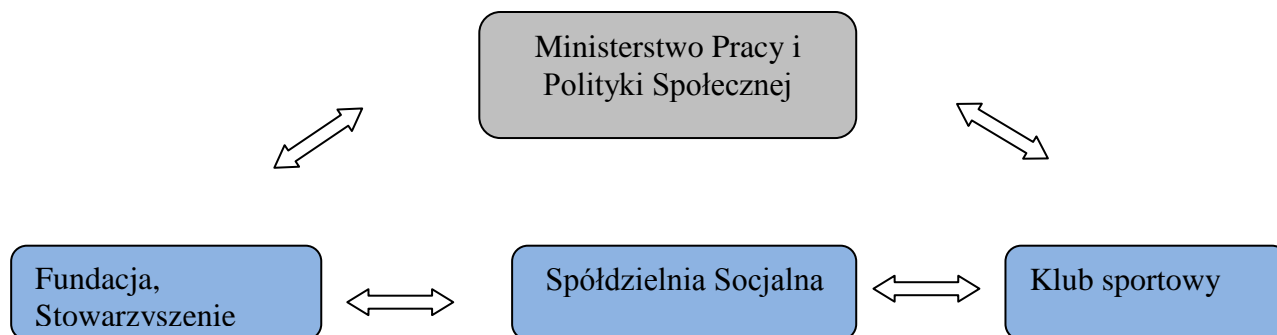 Ministerstwo Pracy i
Polityki Społecznej
Fundacja,
Stowarzyszenie
Spółdzielnia Socjalna
Klub sportowy